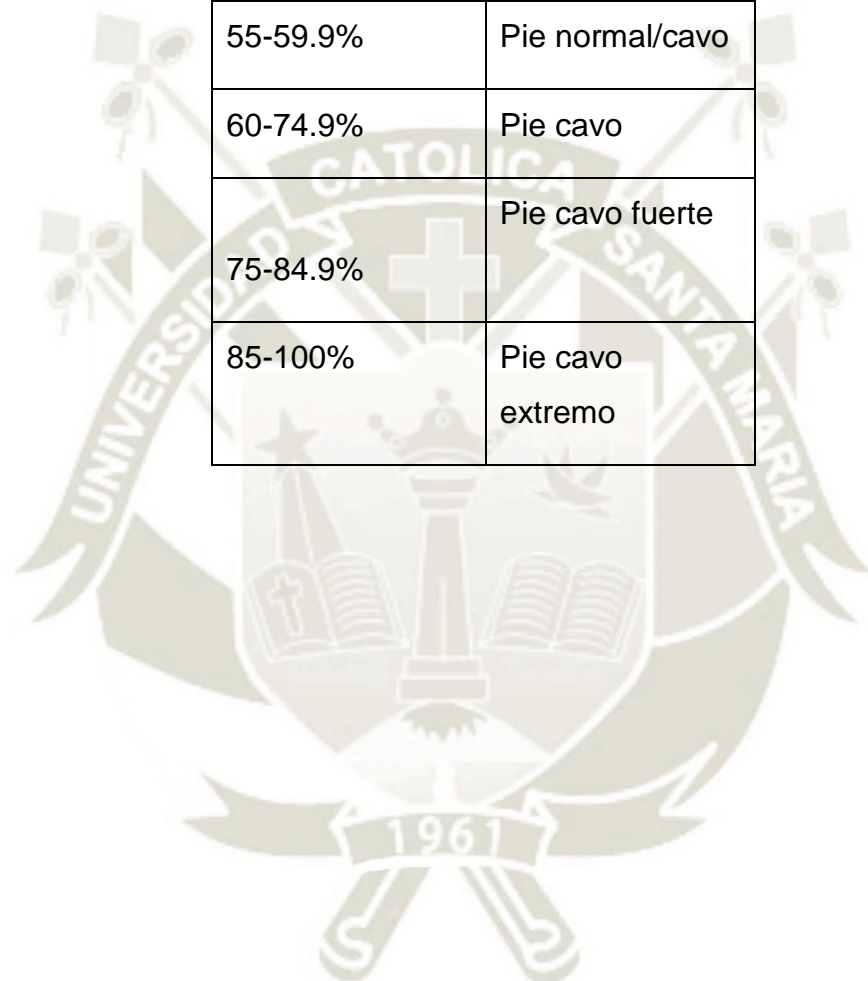 55-59.9% Pie normal/cavo
60-74.9% Pie cavo
75-84.9% Pie cavo fuerte
85-100% Pie cavo
extremo
UNIVERSIDAD CATOLICA SANTA MARIA
1961